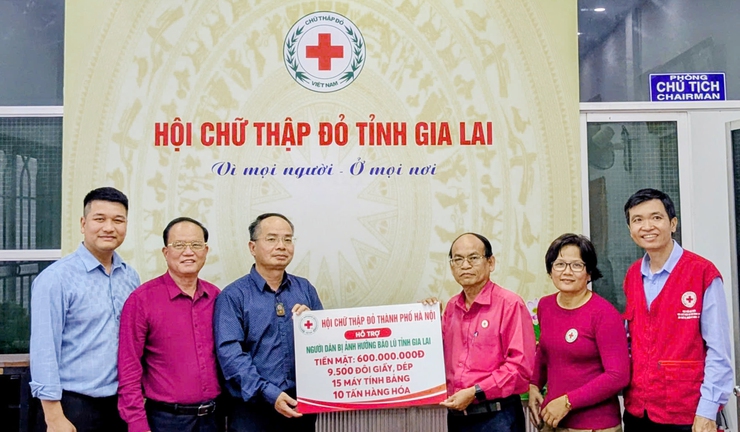 CHỮ THẬP ĐỎ
VIỆT NAM
HỘI CHỮ THẬP ĐỎ TỈNH GIA LAI
Vì mọi người - Ở mọi nơi
PHÒNG
CHỦ TỊCH
CHAIRMAN
HỘI CHỮ THẬP ĐỎ THÀNH PHỐ HÀ NỘI
HỖ TRỢ
NGƯỜI DÂN BỊ ẢNH HƯỞNG BÃO LŨ TỈNH GIA LAI
TIỀN MẶT: 600.000.000Đ
9.500 ĐÔI GIẦY, DÉP
15 MÁY TÍNH BẢNG
10 TẤN HÀNG HÓA